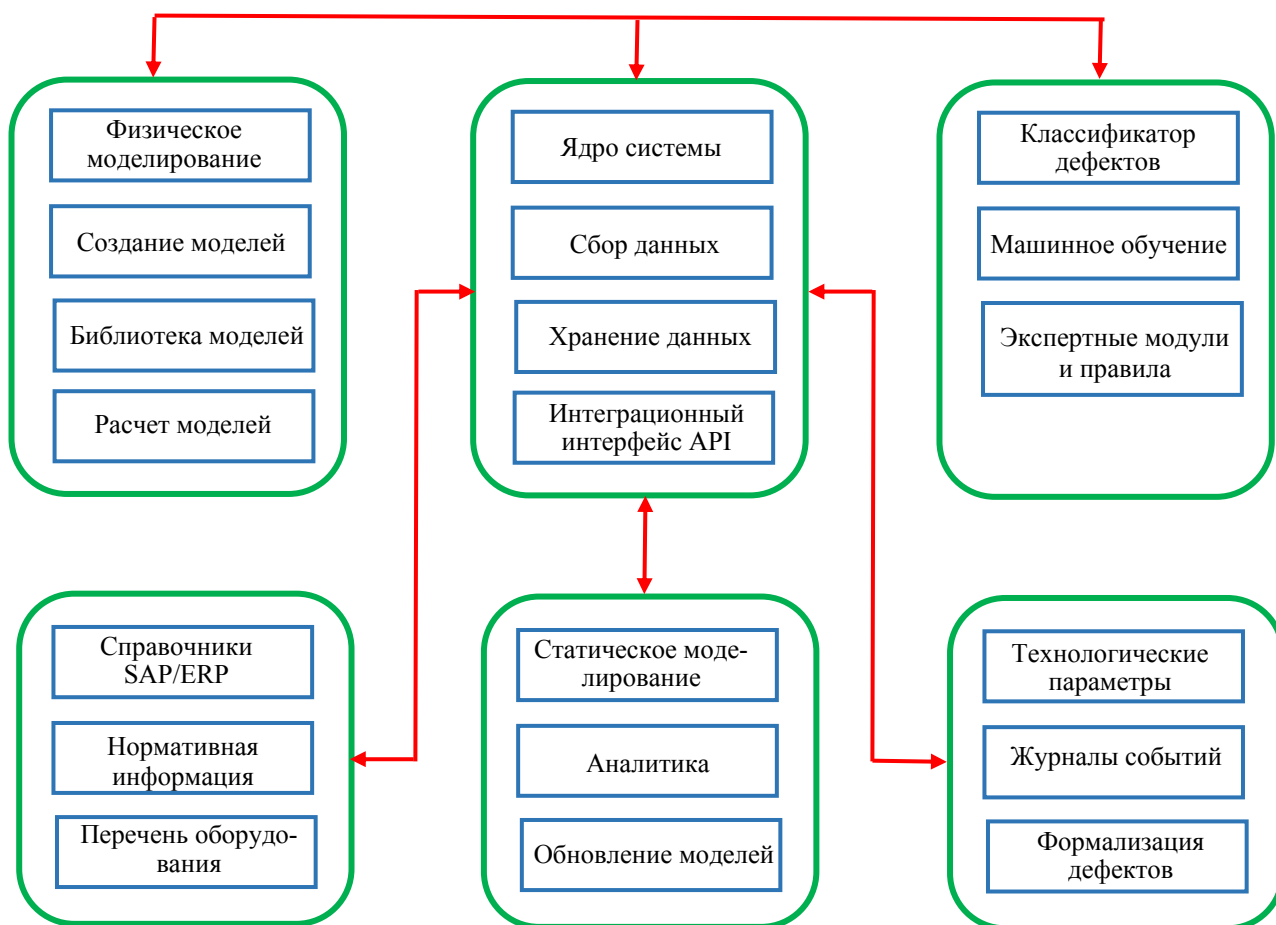 Физическое
моделирование
Создание моделей
Библиотека моделей
Расчет моделей
Ядро системы
Сбор данных
Хранение данных
Интеграционный
интерфейс API
Классификатор
дефектов
Машинное обучение
Экспертные модули
и правила
Справочники
SAP/ERP
Нормативная
информация
Перечень оборудо-
вания
Статическое моде-
лирование
Аналитика
Обновление моделей
Технологические
параметры
Журналы событий
Формализация
дефектов